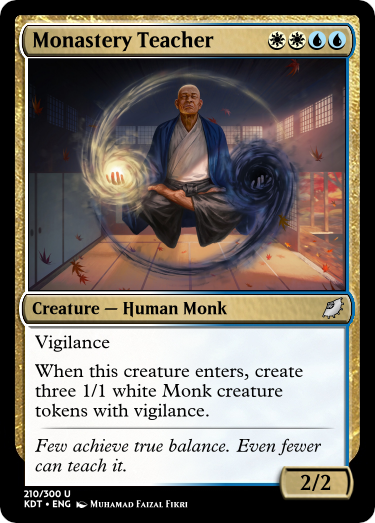 Monastery Teacher
Creature — Human Monk
Vigilance
When this creature enters, create
three 1/1 white Monk creature
tokens with vigilance.
Few achieve true balance. Even fewer
can teach it.
2/2
210/300 U
KDT • ENG Muhamad Faizal Fikri